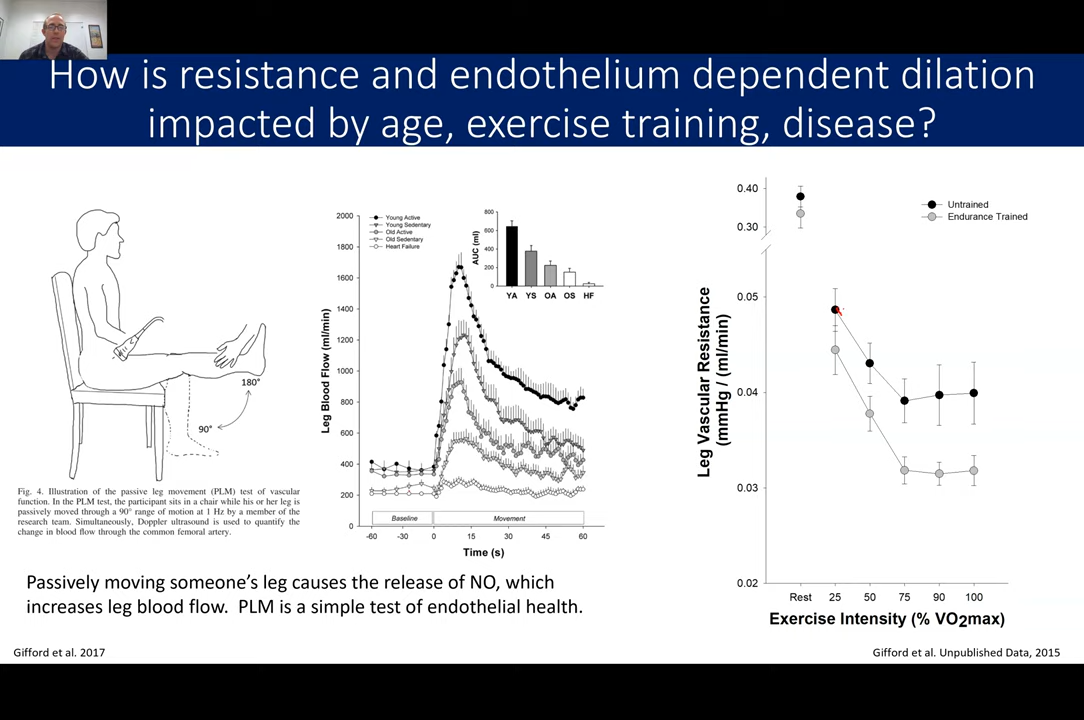 How is resistance and endothelium dependent dilation
impacted by age, exercise training, disease?
180°
90°
Fig. 4. Illustration of the passive leg movement (PLM) test of vascular
function. In the PLM test, the participant sits in a chair while his or her leg is
passively moved through a 90° range of motion at 1 Hz by a member of the
research team. Simultaneously, Doppler ultrasound is used to quantify the
change in blood flow through the common femoral artery.
Leg Blood Flow (ml/min)
2000
1800
1600
1400
1200
1000
800
600
400
200
0
Young Active
Young Sedentary
Old Active
Old Sedentary
Heart Failure
AUC (ml)
800
600
400
200
0
YA YS OA OS HF
Baseline Movement
-60 -30 0 15 30 45 60
Time (s)
Leg Vascular Resistance
(mmHg / (ml/min)
0.40
0.30
0.05
0.04
0.03
0.02
Untrained
Endurance Trained
Rest 25 50 75 90 100
Exercise Intensity (% VO2max)
Passively moving someone's leg causes the release of NO, which
increases leg blood flow. PLM is a simple test of endothelial health.
Gifford et al. 2017
Gifford et al. Unpublished Data, 2015